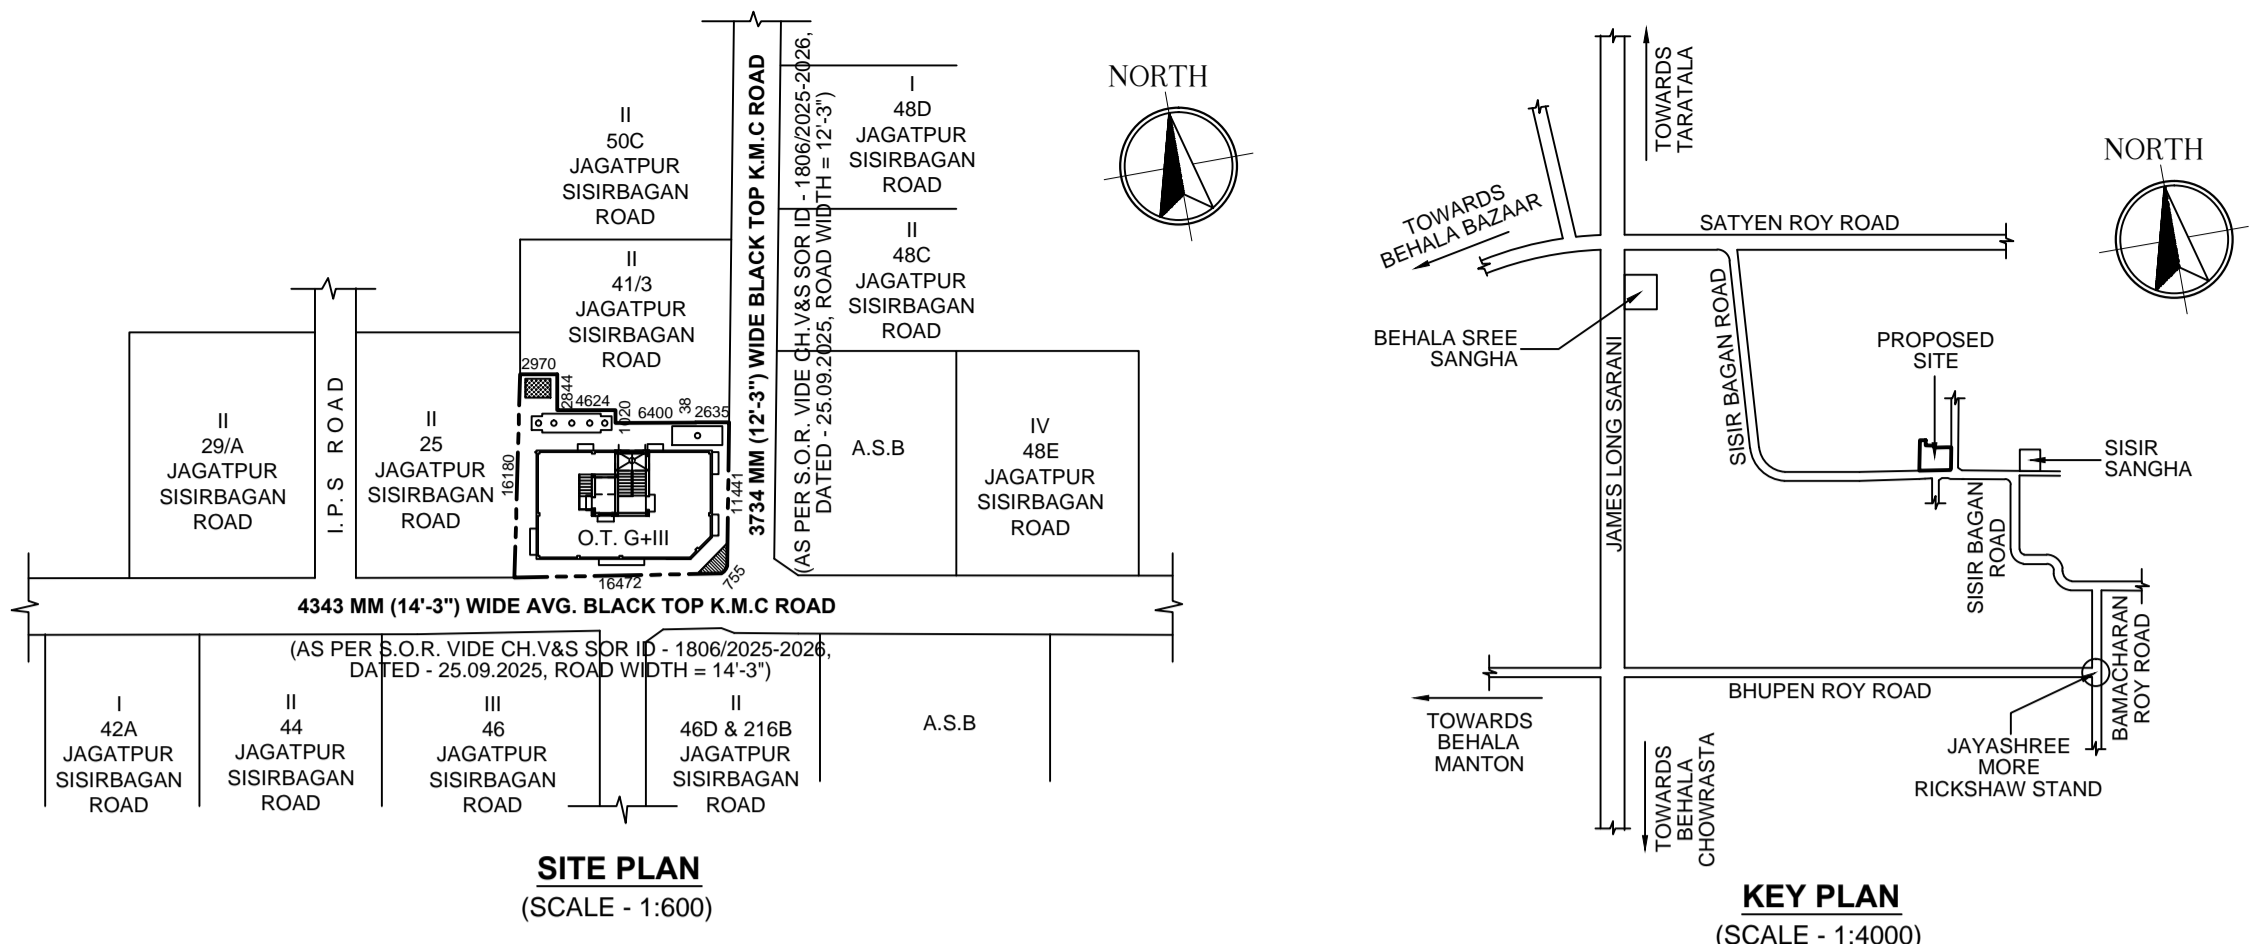 II
50C
JAGATPUR
SISIRBAGAN
ROAD
3734 MM (12'-3") WIDE BLACK TOP K.M.C ROAD
(AS PER S.O.R. VIDE CH.V&S SOR ID - 1806/2025-2026,
DATED - 25.09.2025, ROAD WIDTH = 12'-3")
I
48D
JAGATPUR
SISIRBAGAN
ROAD
NORTH
II
41/3
JAGATPUR
SISIRBAGAN
ROAD
II
48C
JAGATPUR
SISIRBAGAN
ROAD
II
29/A
JAGATPUR
SISIRBAGAN
ROAD
I.P.S ROAD
II
25
JAGATPUR
SISIRBAGAN
ROAD
2970
2844
4624
1020
6400
38
2635
16180
11441
O.T. G+III
16472
755
A.S.B
IV
48E
JAGATPUR
SISIRBAGAN
ROAD
4343 MM (14'-3") WIDE AVG. BLACK TOP K.M.C ROAD
(AS PER S.O.R. VIDE CH.V&S SOR ID - 1806/2025-2026,
DATED - 25.09.2025, ROAD WIDTH = 14'-3")
I
42A
JAGATPUR
SISIRBAGAN
ROAD
II
44
JAGATPUR
SISIRBAGAN
ROAD
III
46
JAGATPUR
SISIRBAGAN
ROAD
II
46D & 216B
JAGATPUR
SISIRBAGAN
ROAD
A.S.B
SITE PLAN
(SCALE - 1:600)
TOWARDS
TARATALA
NORTH
TOWARDS
BEHALA BAZAAR
SATYEN ROY ROAD
BEHALA SREE
SANGHA
SISIR BAGAN ROAD
JAMES LONG SARANI
PROPOSED
SITE
SISIR
SANGHA
SISIR BAGAN
ROAD
BAMACHARAN
ROY ROAD
BHUPEN ROY ROAD
TOWARDS
BEHALA
MANTON
TOWARDS
BEHALA
CHOWRASTA
JAYASHREE
MORE
RICKSHAW STAND
KEY PLAN
(SCALE - 1:4000)